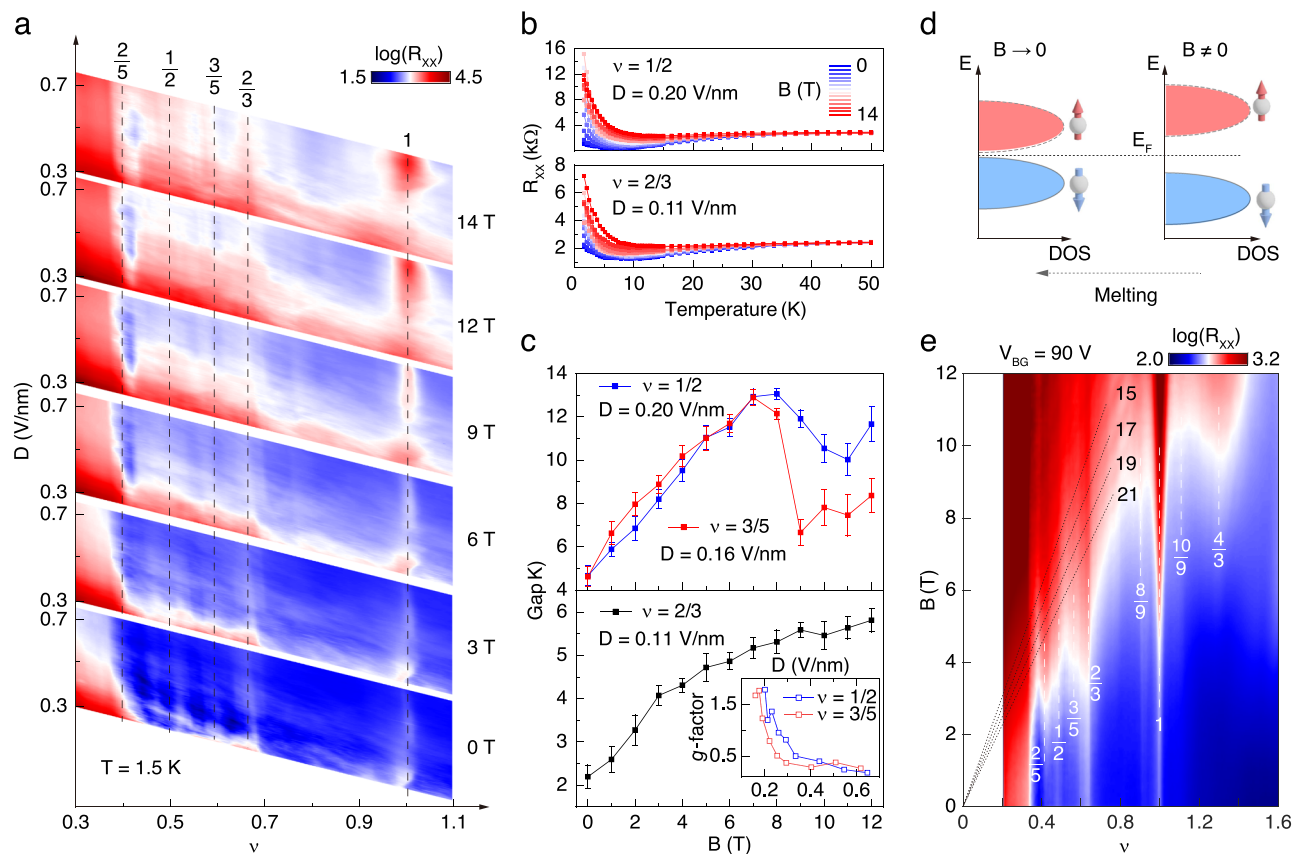 a
log(Rxx)
1.5 4.5
2/5 1/2 3/5 2/3 1
D (V/nm)
0.7
0.3
14 T
0.7
0.3
12 T
0.7
0.3
9 T
0.7
0.3
6 T
0.7
0.3
3 T
0.7
0.3
0 T
T = 1.5 K
0.3 0.5 0.7 0.9 1.1
ν
b
Rxx (kΩ)
16
12
8
4
0
ν = 1/2
D = 0.20 V/nm
B (T)
0
14
8
6
4
2
ν = 2/3
D = 0.11 V/nm
0 10 20 30 40 50
Temperature (K)
c
Gap K)
14
12
10
8
6
4
ν = 1/2
D = 0.20 V/nm
ν = 3/5
D = 0.16 V/nm
6
5
4
3
2
ν = 2/3
D = 0.11 V/nm
D (V/nm)
g-factor
1.5
0.5
ν = 1/2
ν = 3/5
0.2 0.4 0.6
0 2 4 6 8 10 12
B (T)
d
B → 0 B ≠ 0
E E
EF
DOS DOS
Melting
e
VBG = 90 V
log(Rxx)
2.0 3.2
B (T)
12
10
8
6
4
2
0
15
17
19
21
2/5
1/2
3/5
2/3
8/9
1
10/9
4/3
0 0.4 0.8 1.2 1.6
ν